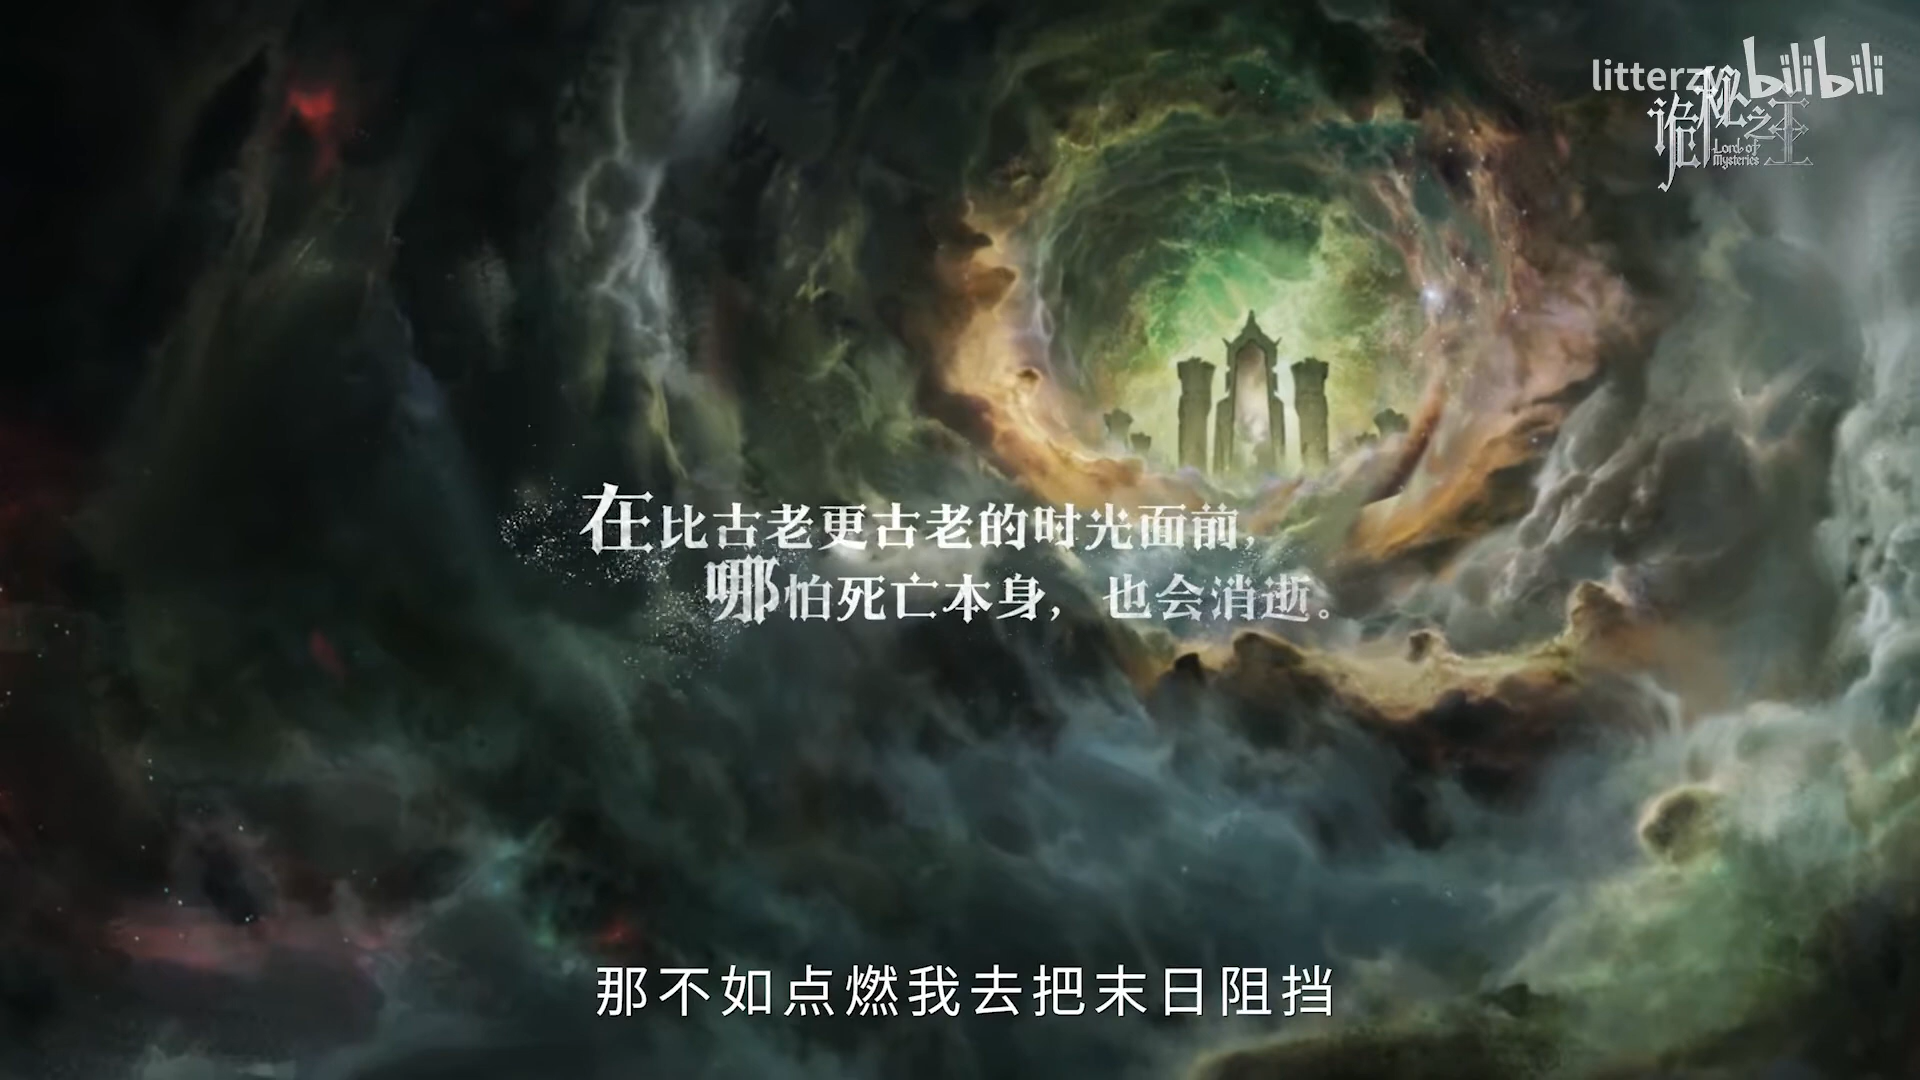 litterzy bilibili
诡秘之主
Lord of
Mysteries
在比古老更古老的时光面前，
哪怕死亡本身，也会消逝。
那不如点燃我去把末日阻挡